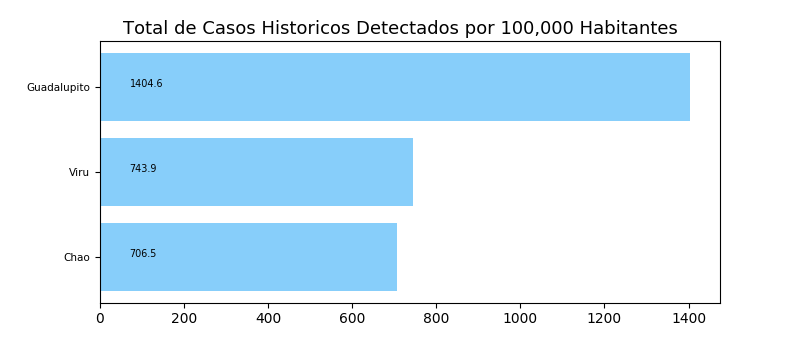 Total de Casos Historicos Detectados por 100,000 Habitantes
Guadalupito 1404.6
Viru 743.9
Chao 706.5
0 200 400 600 800 1000 1200 1400